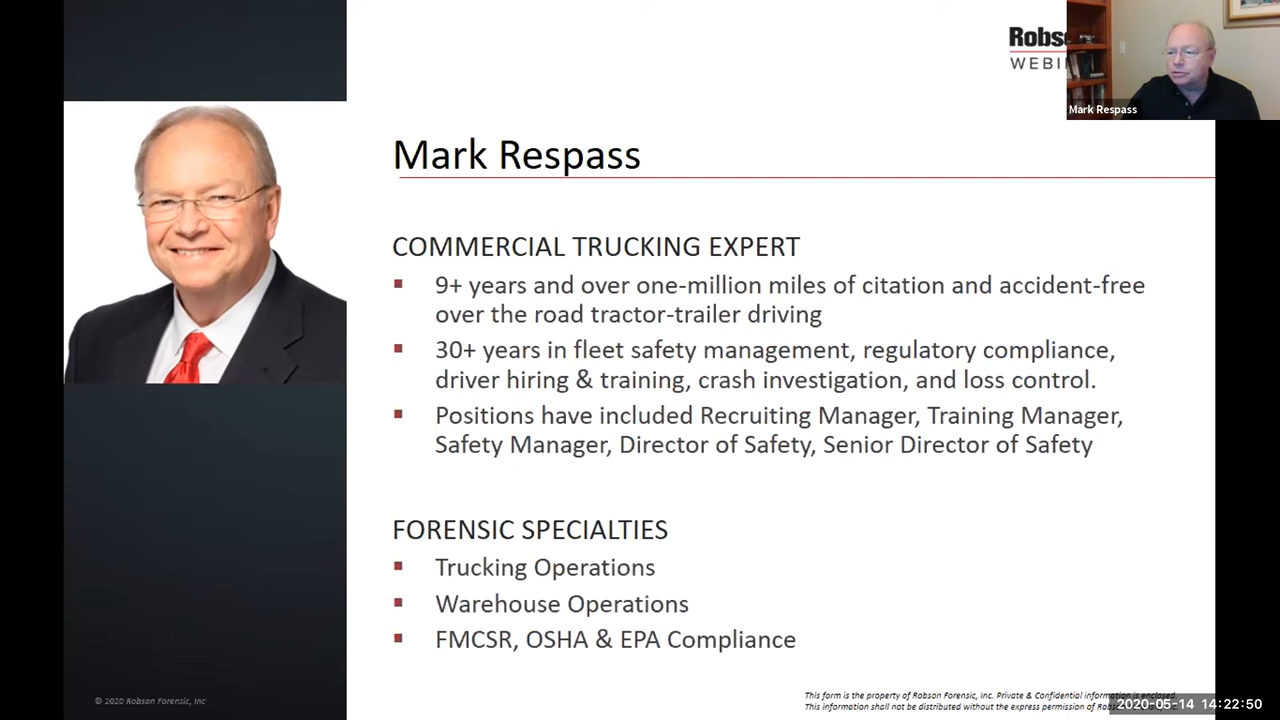 Robs
WEBI
Mark Respass
Mark Respass
COMMERCIAL TRUCKING EXPERT
9+ years and over one-million miles of citation and accident-free
over the road tractor-trailer driving
30+ years in fleet safety management, regulatory compliance,
driver hiring & training, crash investigation, and loss control.
Positions have included Recruiting Manager, Training Manager,
Safety Manager, Director of Safety, Senior Director of Safety
FORENSIC SPECIALTIES
Trucking Operations
Warehouse Operations
FMCSR, OSHA & EPA Compliance
© 2020 Robson Forensic, Inc
This form is the property of Robson Forensic, Inc. Private & Confidential information is enclosed.
This information shall not be distributed without the express permission of
2020-05-14 14:22:50